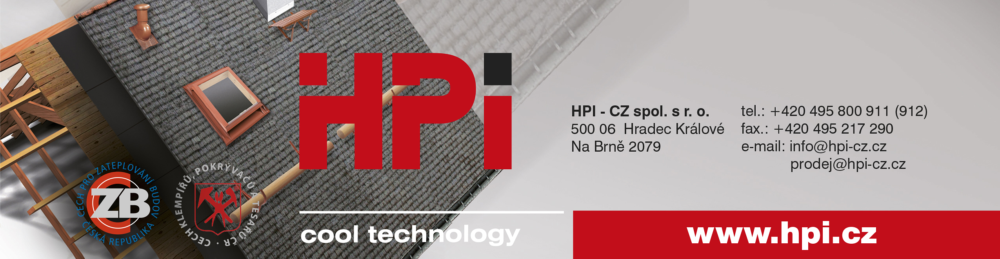 HPi
HPI - CZ spol. s r. o.
500 06 Hradec Králové
Na Brně 2079
tel.: +420 495 800 911 (912)
fax.: +420 495 217 290
e-mail: info@hpi-cz.cz
prodej@hpi-cz.cz
CECH PRO ZATEPLOVÁNÍ BUDOV
ČESKÁ REPUBLIKA
CZB
CECH KLEMPÍŘŮ, POKRÝVAČŮ A TESAŘŮ ČR ·
®
cool technology
www.hpi.cz